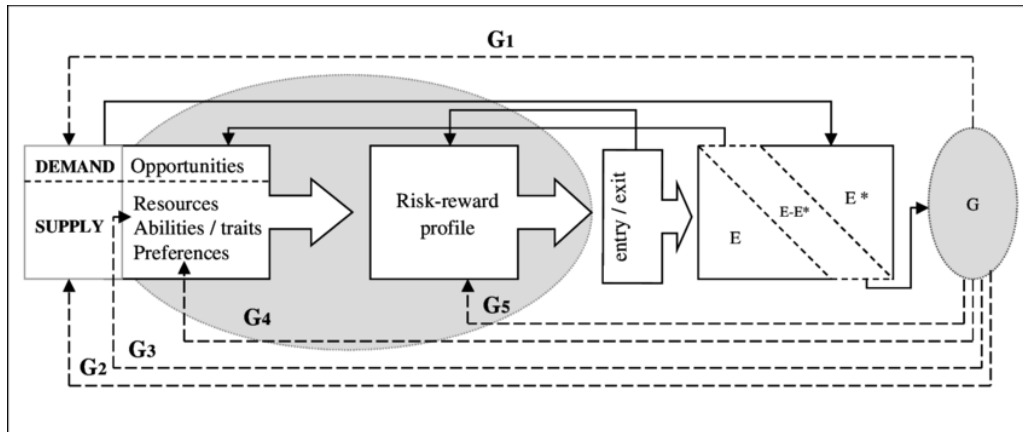 G1
DEMAND
Opportunities
SUPPLY
Resources
Abilities / traits
Preferences
Risk-reward
profile
entry / exit
E
E-E*
E*
G
G5
G4
G3
G2